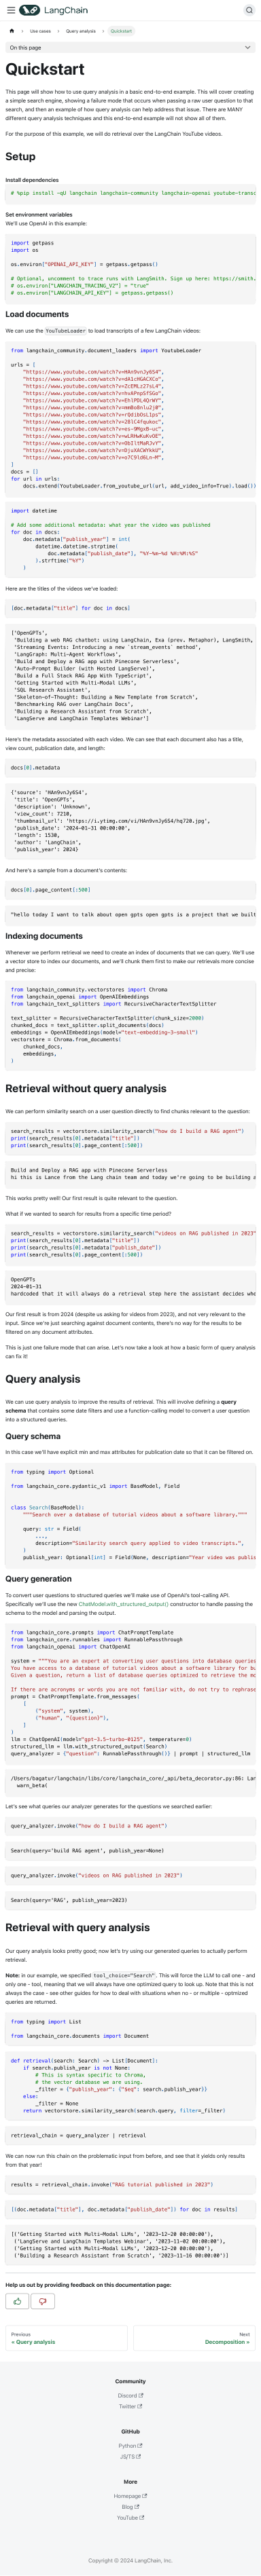 LangChain
Use cases
Query analysis
Quickstart
On this page
Quickstart
This page will show how to use query analysis in a basic end-to-end example. This will cover creating
a simple search engine, showing a failure mode that occurs when passing a raw user question to that
search, and then an example of how query analysis can help address that issue. There are MANY
different query analysis techniques and this end-to-end example will not show all of them.
For the purpose of this example, we will do retrieval over the LangChain YouTube videos.
Setup
Install dependencies
# %pip install -qU langchain langchain-community langchain-openai youtube-transc
Set environment variables
We'll use OpenAI in this example:
import getpass
import os
os.environ["OPENAI_API_KEY"] = getpass.getpass()
# Optional, uncomment to trace runs with LangSmith. Sign up here: https://smith.
# os.environ["LANGCHAIN_TRACING_V2"] = "true"
# os.environ["LANGCHAIN_API_KEY"] = getpass.getpass()
Load documents
We can use the YouTubeLoader to load transcripts of a few LangChain videos:
from langchain_community.document_loaders import YoutubeLoader
urls = [
"https://www.youtube.com/watch?v=HAn9vnJy6S4",
"https://www.youtube.com/watch?v=dA1cHGACXCo",
"https://www.youtube.com/watch?v=ZcEMLz27sL4",
"https://www.youtube.com/watch?v=hvAPnpSfSGo",
"https://www.youtube.com/watch?v=EhlPDL4QrWY",
"https://www.youtube.com/watch?v=mmBo8nlu2j0",
"https://www.youtube.com/watch?v=rQdibOsL1ps",
"https://www.youtube.com/watch?v=28lC4fqukoc",
"https://www.youtube.com/watch?v=es-9MgxB-uc",
"https://www.youtube.com/watch?v=wLRHwKuKvOE",
"https://www.youtube.com/watch?v=ObIltMaRJvY",
"https://www.youtube.com/watch?v=DjuXACWYkkU",
"https://www.youtube.com/watch?v=o7C9ld6Ln-M",
]
docs = []
for url in urls:
docs.extend(YoutubeLoader.from_youtube_url(url, add_video_info=True).load())
import datetime
# Add some additional metadata: what year the video was published
for doc in docs:
doc.metadata["publish_year"] = int(
datetime.datetime.strptime(
doc.metadata["publish_date"], "%Y-%m-%d %H:%M:%S"
).strftime("%Y")
)
Here are the titles of the videos we've loaded:
[doc.metadata["title"] for doc in docs]
['OpenGPTs',
'Building a web RAG chatbot: using LangChain, Exa (prev. Metaphor), LangSmith,
'Streaming Events: Introducing a new `stream_events` method',
'LangGraph: Multi-Agent Workflows',
'Build and Deploy a RAG app with Pinecone Serverless',
'Auto-Prompt Builder (with Hosted LangServe)',
'Build a Full Stack RAG App With TypeScript',
'Getting Started with Multi-Modal LLMs',
'SQL Research Assistant',
'Skeleton-of-Thought: Building a New Template from Scratch',
'Benchmarking RAG over LangChain Docs',
'Building a Research Assistant from Scratch',
'LangServe and LangChain Templates Webinar']
Here's the metadata associated with each video. We can see that each document also has a title,
view count, publication date, and length:
docs[0].metadata
{'source': 'HAn9vnJy6S4',
'title': 'OpenGPTs',
'description': 'Unknown',
'view_count': 7210,
'thumbnail_url': 'https://i.ytimg.com/vi/HAn9vnJy6S4/hq720.jpg',
'publish_date': '2024-01-31 00:00:00',
'length': 1530,
'author': 'LangChain',
'publish_year': 2024}
And here's a sample from a document's contents:
docs[0].page_content[:500]
"hello today I want to talk about open gpts open gpts is a project that we built
Indexing documents
Whenever we perform retrieval we need to create an index of documents that we can query. We'll use a
vector store to index our documents, and we'll chunk them first to make our retrievals more concise
and precise:
from langchain_community.vectorstores import Chroma
from langchain_openai import OpenAIEmbeddings
from langchain_text_splitters import RecursiveCharacterTextSplitter
text_splitter = RecursiveCharacterTextSplitter(chunk_size=2000)
chunked_docs = text_splitter.split_documents(docs)
embeddings = OpenAIEmbeddings(model="text-embedding-3-small")
vectorstore = Chroma.from_documents(
chunked_docs,
embeddings,
)
Retrieval without query analysis
We can perform similarity search on a user question directly to find chunks relevant to the question:
search_results = vectorstore.similarity_search("how do I build a RAG agent")
print(search_results[0].metadata["title"])
print(search_results[0].page_content[:500])
Build and Deploy a RAG app with Pinecone Serverless
hi this is Lance from the Lang chain team and today we're going to be building a
This works pretty well! Our first result is quite relevant to the question.
What if we wanted to search for results from a specific time period?
search_results = vectorstore.similarity_search("videos on RAG published in 2023"
print(search_results[0].metadata["title"])
print(search_results[0].metadata["publish_date"])
print(search_results[0].page_content[:500])
OpenGPTs
2024-01-31
hardcoded that it will always do a retrieval step here the assistant decides whe
Our first result is from 2024 (despite us asking for videos from 2023), and not very relevant to the
input. Since we're just searching against document contents, there's no way for the results to be
filtered on any document attributes.
This is just one failure mode that can arise. Let's now take a look at how a basic form of query analysis
can fix it!
Query analysis
We can use query analysis to improve the results of retrieval. This will involve defining a query
schema that contains some date filters and use a function-calling model to convert a user question
into a structured queries.
Query schema
In this case we'll have explicit min and max attributes for publication date so that it can be filtered on.
from typing import Optional
from langchain_core.pydantic_v1 import BaseModel, Field
class Search(BaseModel):
"""Search over a database of tutorial videos about a software library."""
query: str = Field(
...,
description="Similarity search query applied to video transcripts.",
)
publish_year: Optional[int] = Field(None, description="Year video was publis
Query generation
To convert user questions to structured queries we'll make use of OpenAI's tool-calling API.
Specifically we'll use the new ChatModel.with_structured_output() constructor to handle passing the
schema to the model and parsing the output.
from langchain_core.prompts import ChatPromptTemplate
from langchain_core.runnables import RunnablePassthrough
from langchain_openai import ChatOpenAI
system = """You are an expert at converting user questions into database queries
You have access to a database of tutorial videos about a software library for bu
Given a question, return a list of database queries optimized to retrieve the mo
If there are acronyms or words you are not familiar with, do not try to rephrase
prompt = ChatPromptTemplate.from_messages(
[
("system", system),
("human", "{question}"),
]
)
llm = ChatOpenAI(model="gpt-3.5-turbo-0125", temperature=0)
structured_llm = llm.with_structured_output(Search)
query_analyzer = {"question": RunnablePassthrough()} | prompt | structured_llm
/Users/bagatur/langchain/libs/core/langchain_core/_api/beta_decorator.py:86: Lan
warn_beta(
Let's see what queries our analyzer generates for the questions we searched earlier:
query_analyzer.invoke("how do I build a RAG agent")
Search(query='build RAG agent', publish_year=None)
query_analyzer.invoke("videos on RAG published in 2023")
Search(query='RAG', publish_year=2023)
Retrieval with query analysis
Our query analysis looks pretty good; now let's try using our generated queries to actually perform
retrieval.
Note: in our example, we specified tool_choice="Search". This will force the LLM to call one - and
only one - tool, meaning that we will always have one optimized query to look up. Note that this is not
always the case - see other guides for how to deal with situations when no - or multiple - optimized
queries are returned.
from typing import List
from langchain_core.documents import Document
def retrieval(search: Search) -> List[Document]:
if search.publish_year is not None:
# This is syntax specific to Chroma,
# the vector database we are using.
_filter = {"publish_year": {"$eq": search.publish_year}}
else:
_filter = None
return vectorstore.similarity_search(search.query, filter=_filter)
retrieval_chain = query_analyzer | retrieval
We can now run this chain on the problematic input from before, and see that it yields only results
from that year!
results = retrieval_chain.invoke("RAG tutorial published in 2023")
[(doc.metadata["title"], doc.metadata["publish_date"]) for doc in results]
[('Getting Started with Multi-Modal LLMs', '2023-12-20 00:00:00'),
('LangServe and LangChain Templates Webinar', '2023-11-02 00:00:00'),
('Getting Started with Multi-Modal LLMs', '2023-12-20 00:00:00'),
('Building a Research Assistant from Scratch', '2023-11-16 00:00:00')]
Help us out by providing feedback on this documentation page:
Previous
« Query analysis
Next
Decomposition »
Community
Discord
Twitter
GitHub
Python
JS/TS
More
Homepage
Blog
YouTube
Copyright © 2024 LangChain, Inc.